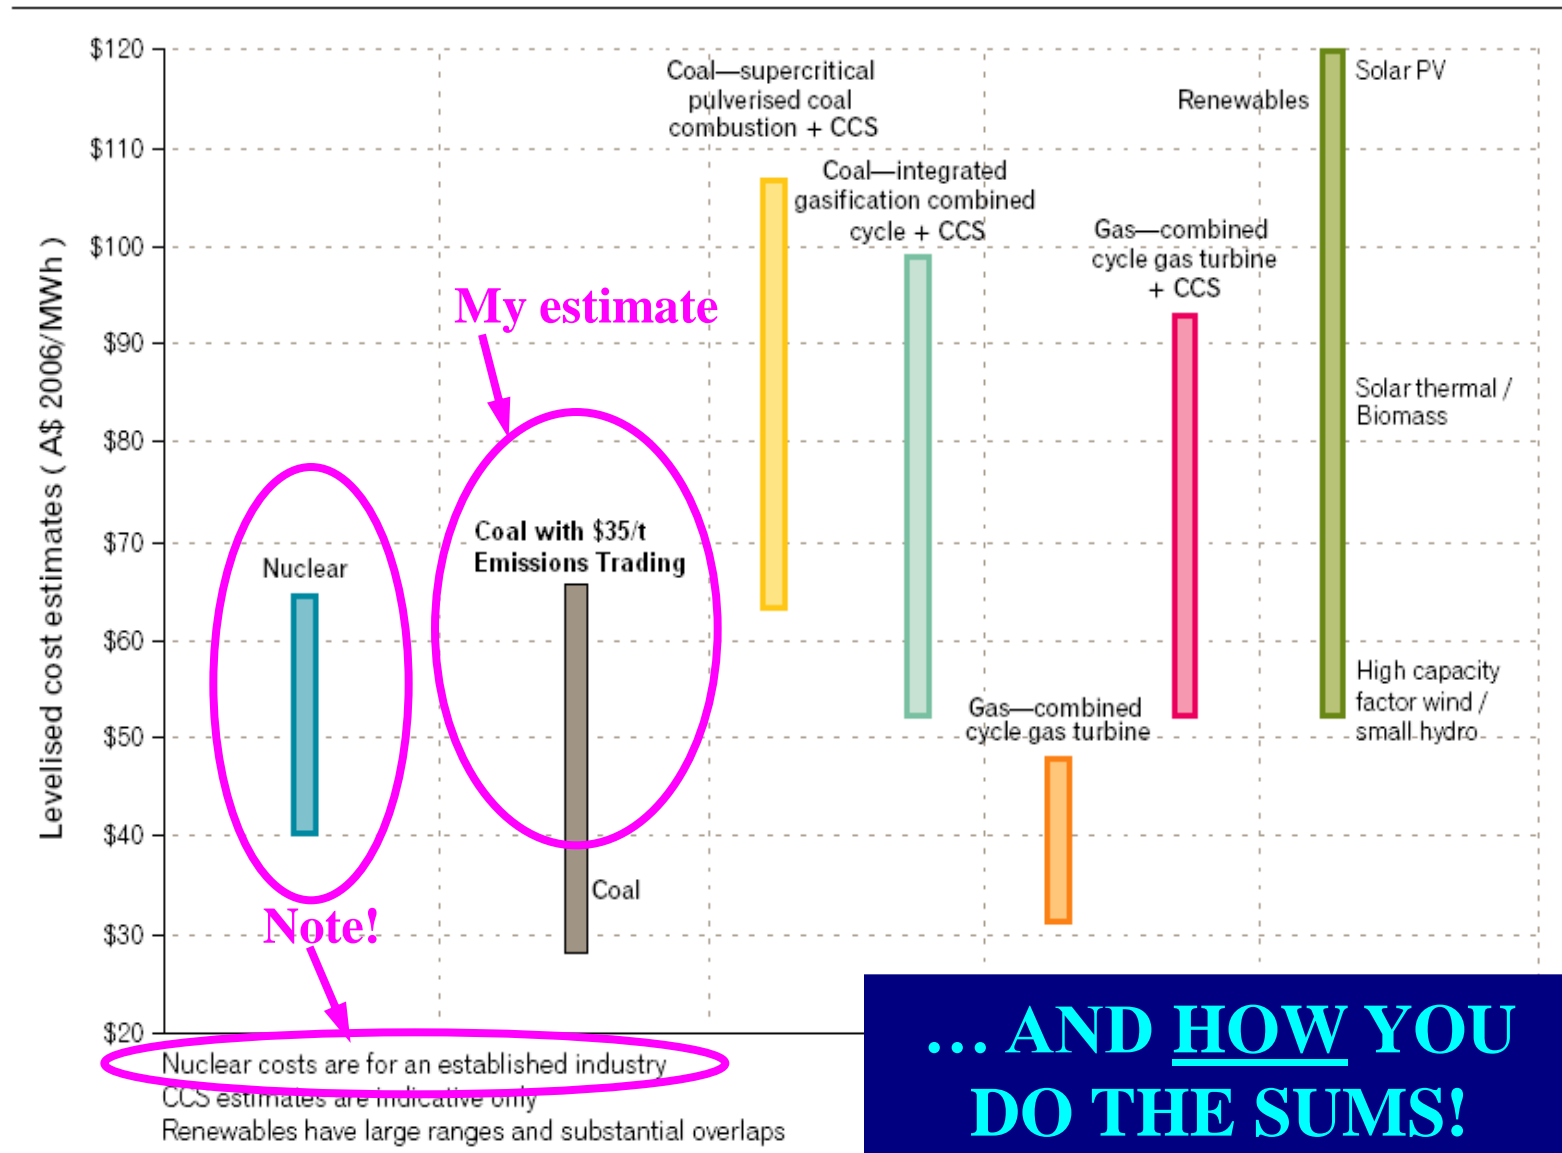 $120
$110
$100
$90
$80
$70
$60
$50
$40
$30
$20
Levelised cost estimates ( A$ 2006/MWh )
Coal—supercritical
pulverised coal
combustion + CCS
Coal—integrated
gasification combined
cycle + CCS
Gas—combined
cycle gas turbine
+ CCS
Renewables
Solar PV
Solar thermal /
Biomass
High capacity
factor wind /
small hydro
My estimate
Coal with $35/t
Emissions Trading
Nuclear
Gas—combined
cycle gas turbine
Coal
Note!
Nuclear costs are for an established industry
CCS estimates are indicative only
Renewables have large ranges and substantial overlaps
… AND HOW YOU
DO THE SUMS!